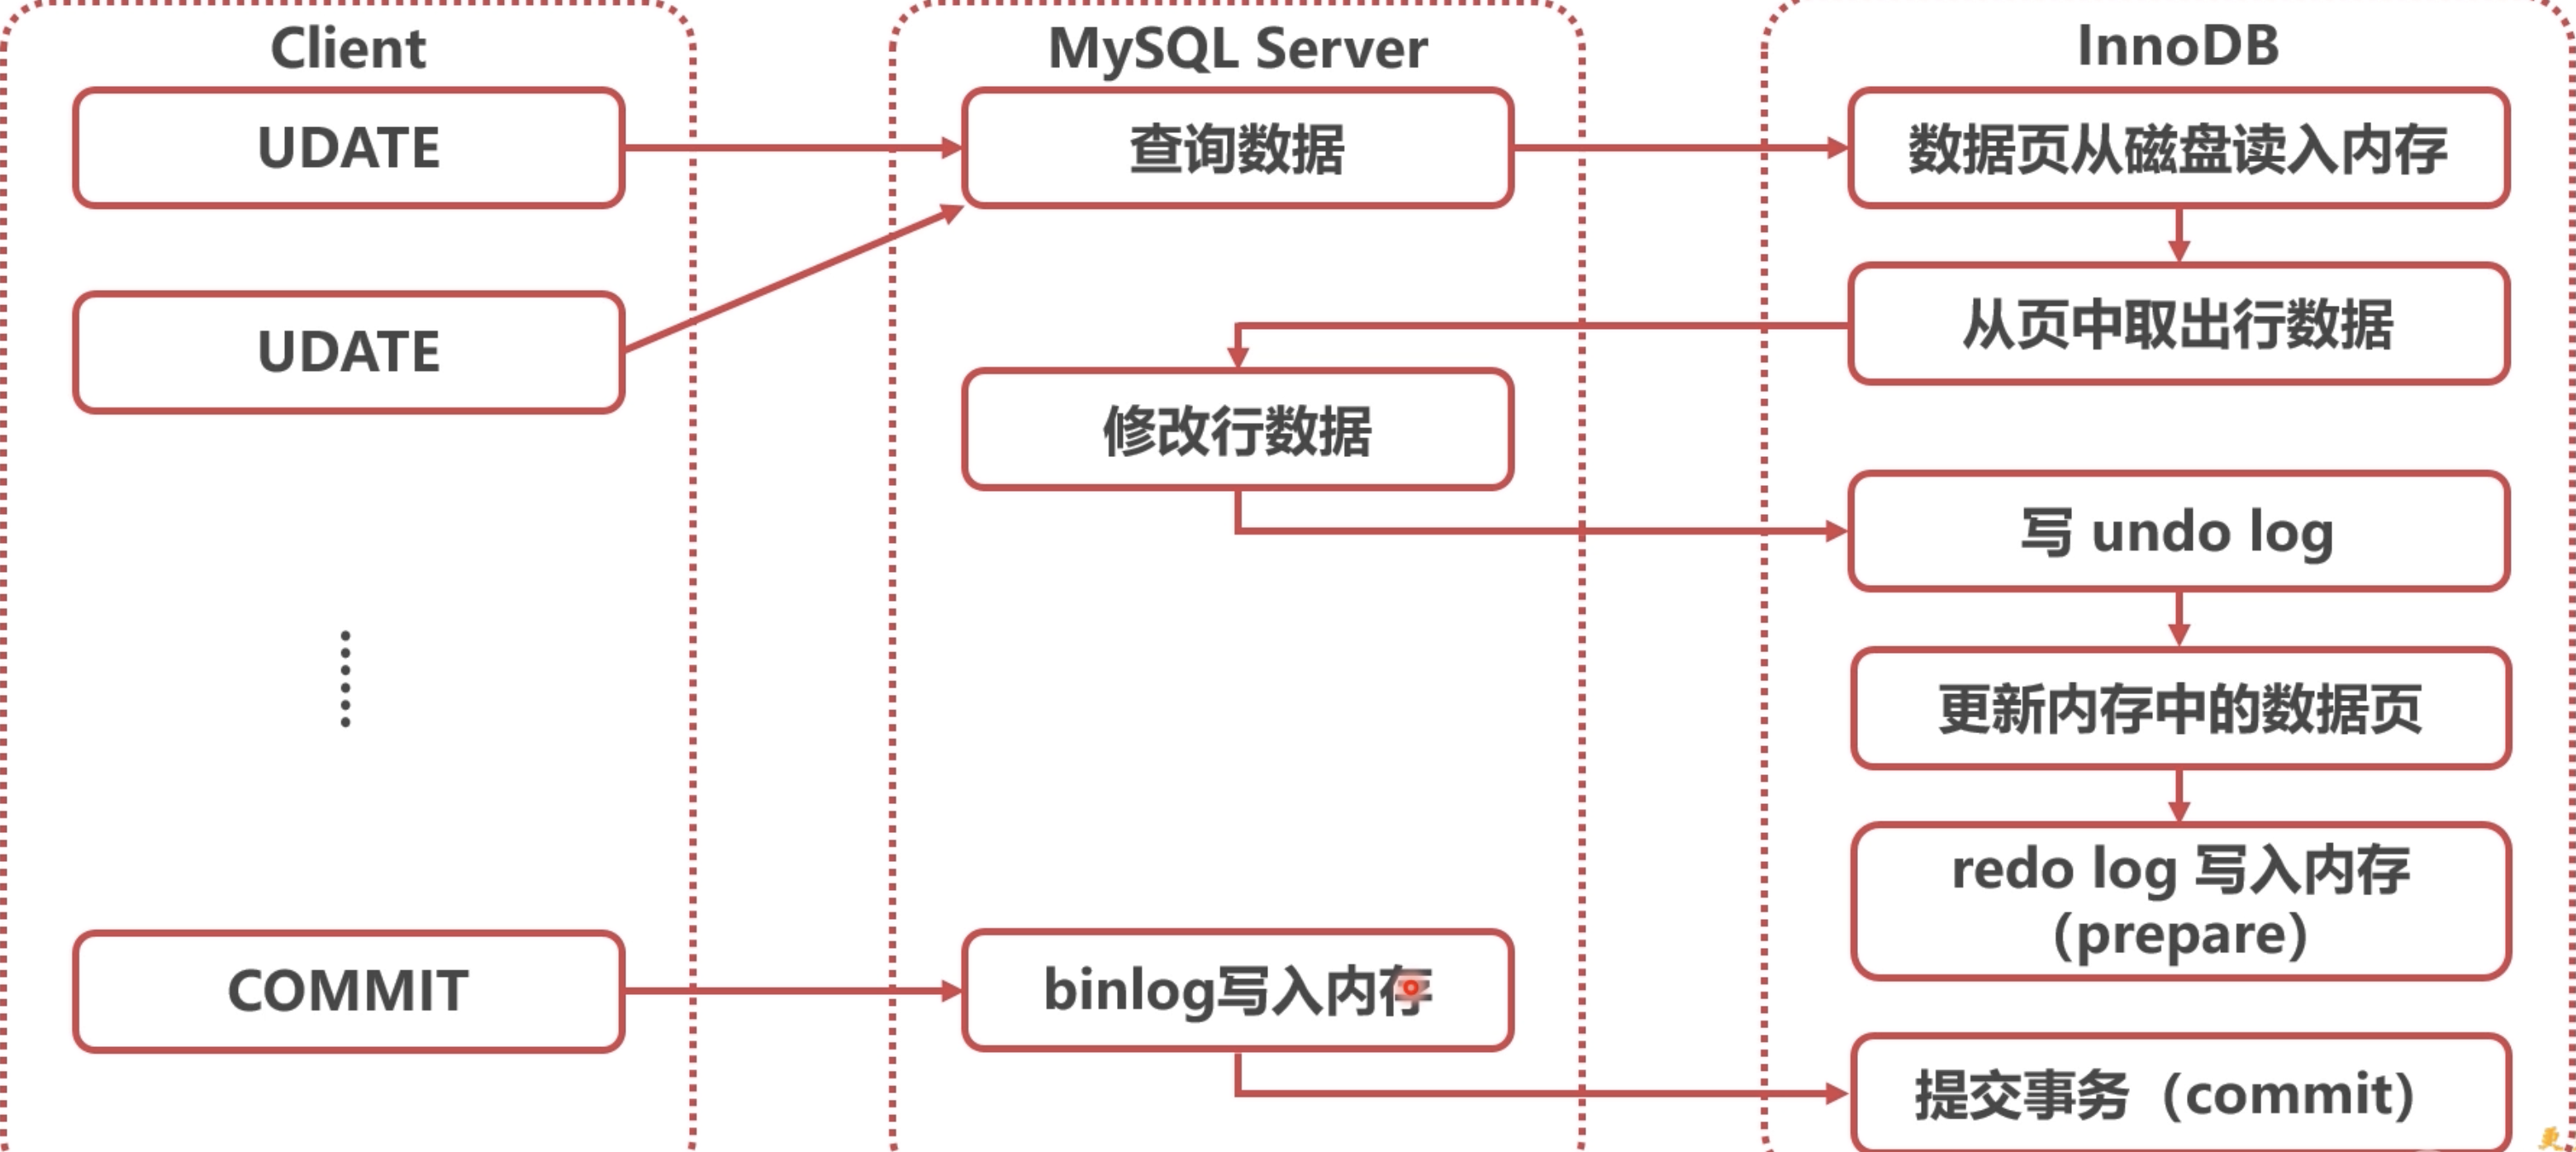 Client
MySQL Server
InnoDB
UDATE
查询数据
数据页从磁盘读入内存
UDATE
从页中取出行数据
修改行数据
写 undo log
更新内存中的数据页
redo log 写入内存
（prepare）
COMMIT
binlog写入内存
提交事务（commit）